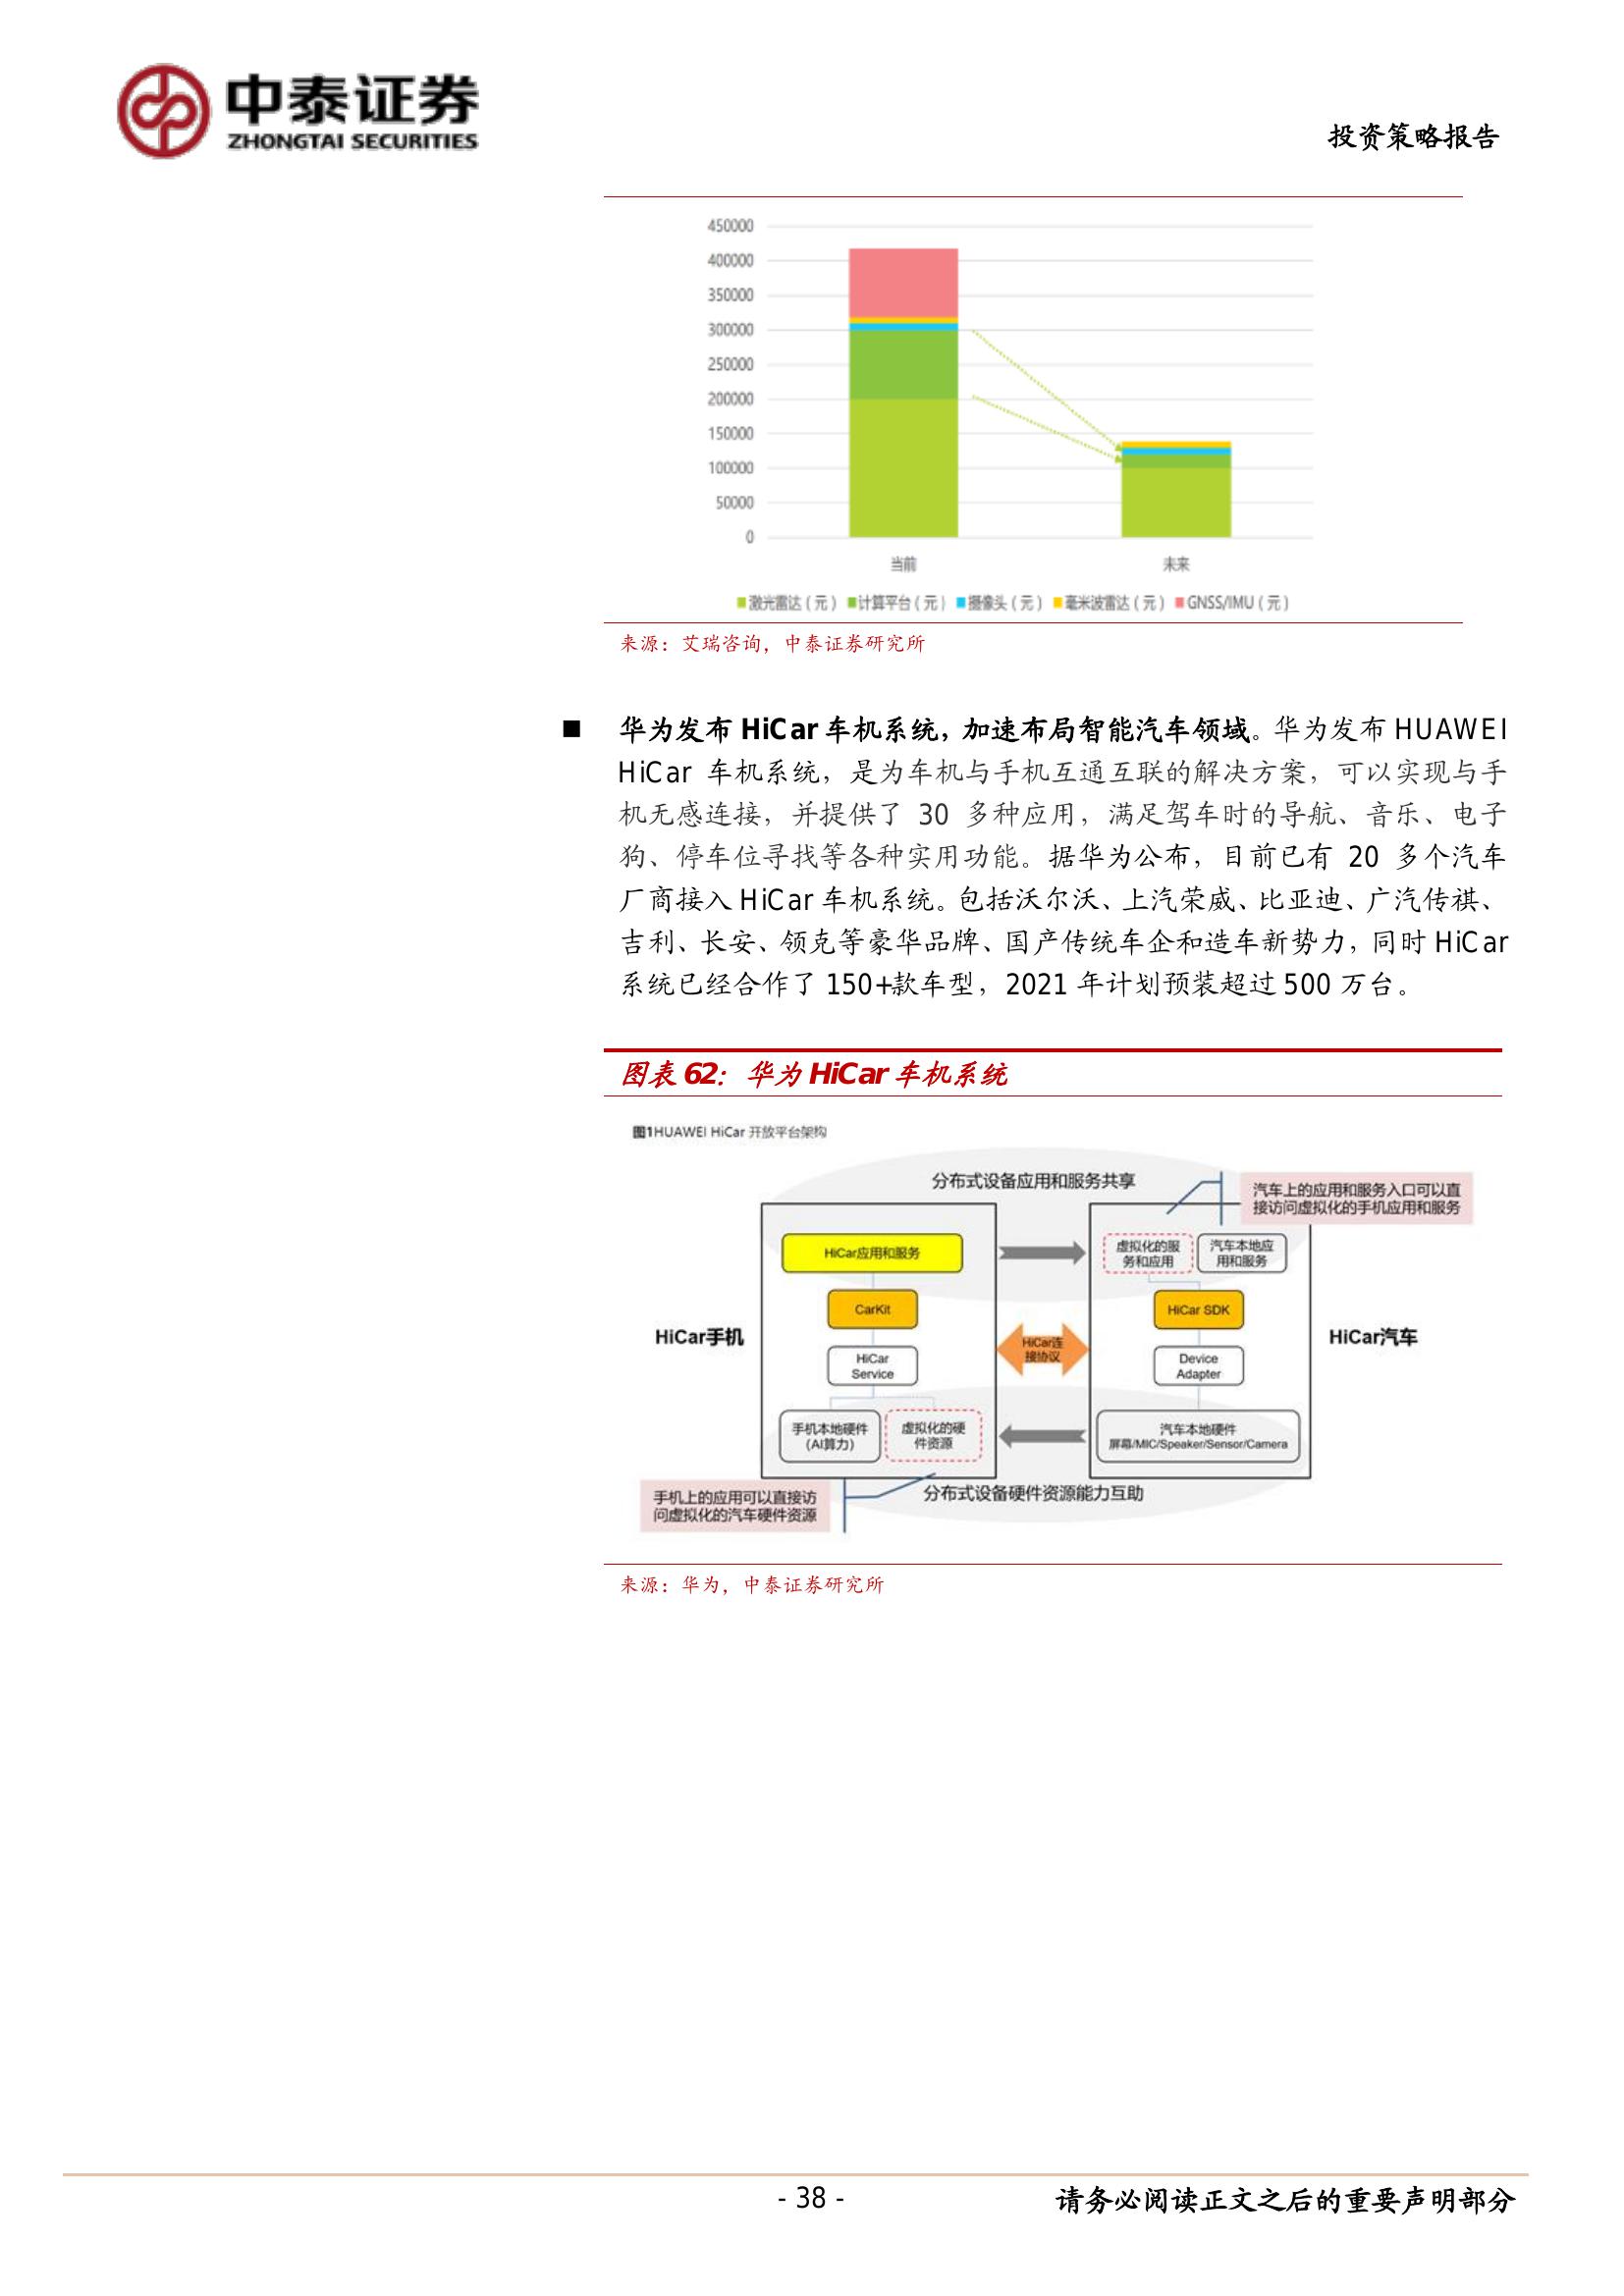 中泰证券
ZHONGTAI SECURITIES
投资策略报告
450000
400000
350000
300000
250000
200000
150000
100000
50000
0
当前
未来
激光雷达（元） 计算平台（元） 摄像头（元） 毫米波雷达（元） GNSS/IMU（元）
来源：艾瑞咨询，中泰证券研究所
■ 华为发布 HiCar 车机系统，加速布局智能汽车领域。华为发布 HUAWEI
HiCar 车机系统，是为车机与手机互通互联的解决方案，可以实现与手
机无感连接，并提供了 30 多种应用，满足驾车时的导航、音乐、电子
狗、停车位寻找等各种实用功能。据华为公布，目前已有 20 多个汽车
厂商接入 HiCar 车机系统。包括沃尔沃、上汽荣威、比亚迪、广汽传祺、
吉利、长安、领克等豪华品牌、国产传统车企和造车新势力，同时 HiCar
系统已经合作了 150+款车型，2021 年计划预装超过 500 万台。
图表 62：华为 HiCar 车机系统
图1HUAWEI HiCar 开放平台架构
分布式设备应用和服务共享
汽车上的应用和服务入口可以直
接访问虚拟化的手机应用和服务
HiCar应用和服务
虚拟化的服
务和应用
汽车本地应
用和服务
CarKit
HiCar SDK
HiCar手机
HiCar连
接协议
HiCar汽车
HiCar
Service
Device
Adapter
手机本地硬件
（AI算力）
虚拟化的硬
件资源
汽车本地硬件
屏幕/MIC/Speaker/Sensor/Camera
手机上的应用可以直接访
问虚拟化的汽车硬件资源
分布式设备硬件资源能力互助
来源：华为，中泰证券研究所
- 38 -
请务必阅读正文之后的重要声明部分